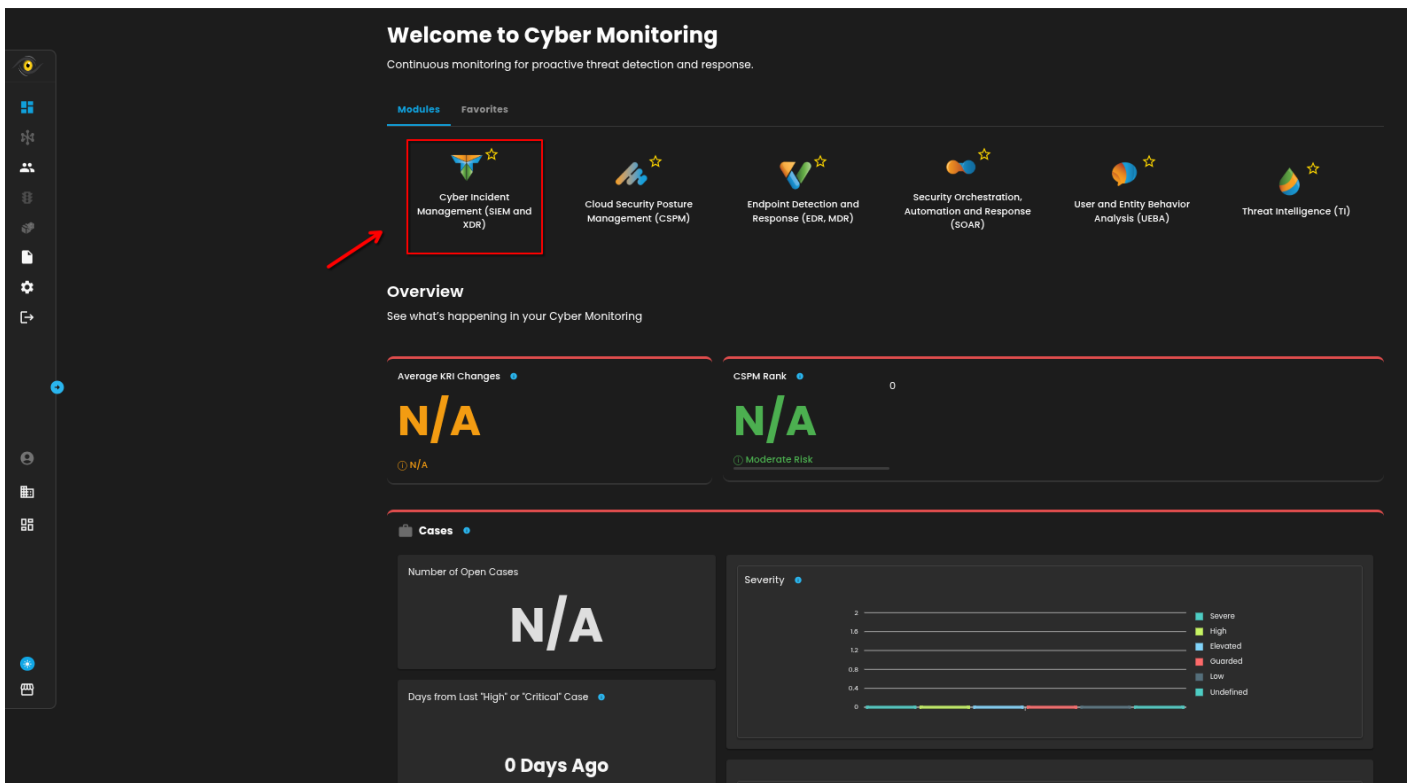 Welcome to Cyber Monitoring
Continuous monitoring for proactive threat detection and response.
Modules
Favorites
Cyber Incident
Management (SIEM and
XDR)
Cloud Security Posture
Management (CSPM)
Endpoint Detection and
Response (EDR, MDR)
Security Orchestration,
Automation and Response
(SOAR)
User and Entity Behavior
Analysis (UEBA)
Threat Intelligence (TI)
Overview
See what's happening in your Cyber Monitoring
Average KRI Changes
N/A
N/A
CSPM Rank
0
N/A
Moderate Risk
Cases
Number of Open Cases
N/A
Days from Last "High" or "Critical" Case
0 Days Ago
Severity
2
1.6
1.2
0.8
0.4
0
Severe
High
Elevated
Guarded
Low
Undefined